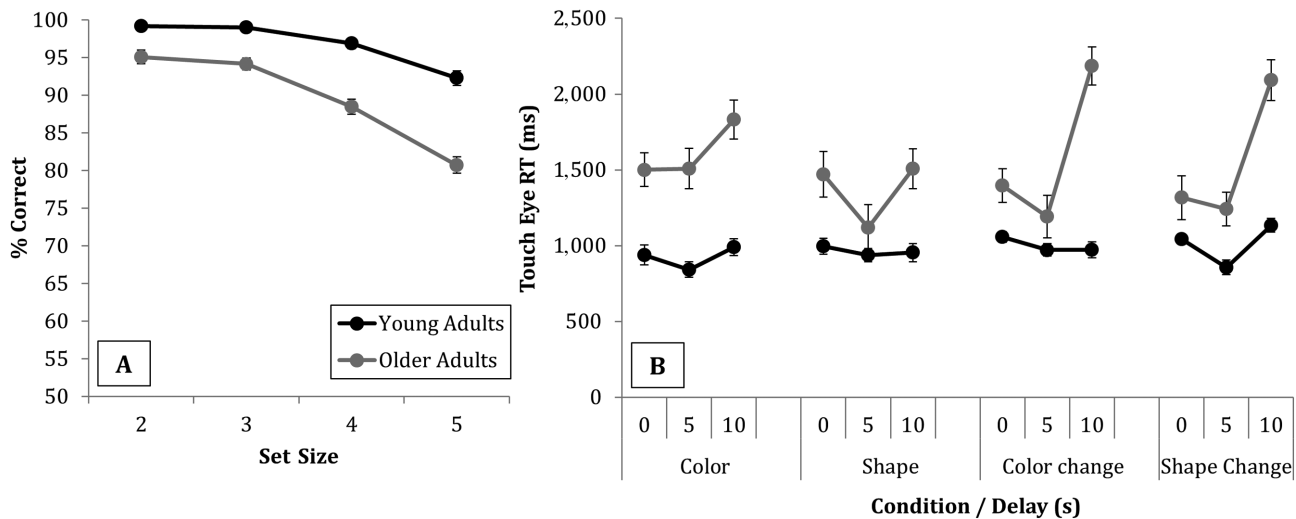 100
95
90
85
80
75
70
65
60
55
50
% Correct
2 3 4 5
Set Size
Young Adults
Older Adults
A
2,500
2,000
1,500
1,000
500
0
Touch Eye RT (ms)
B
0 5 10 0 5 10 0 5 10 0 5 10
Color Shape Color change Shape Change
Condition / Delay (s)